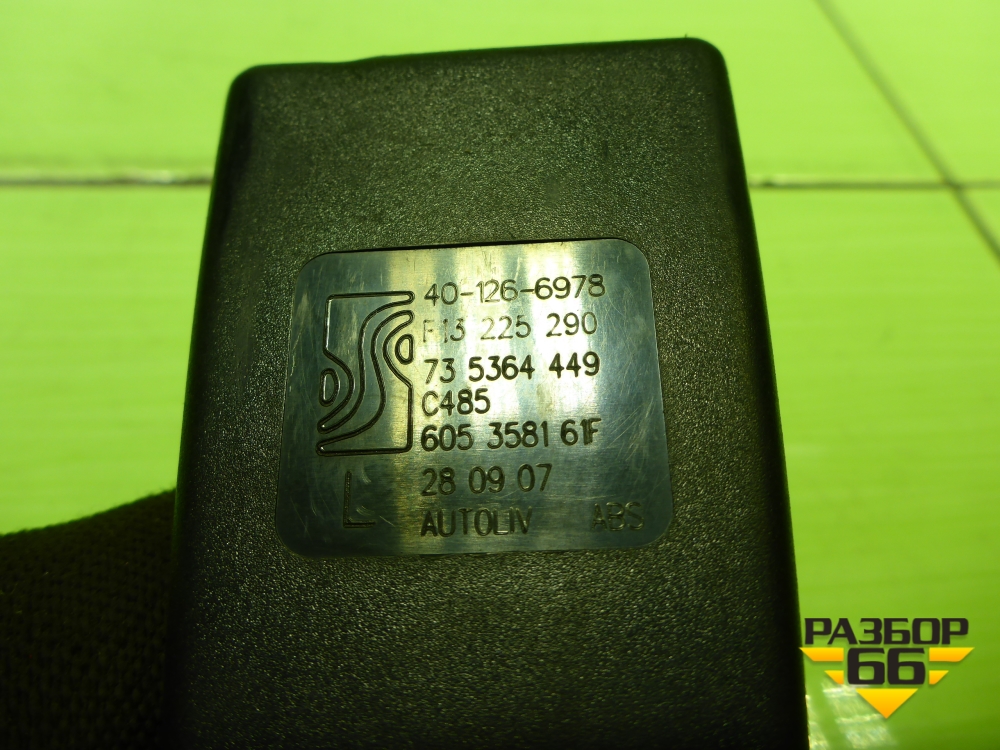 40-126-6978
F13 225 290
73 5364 449
C485
605 3581 61F
L 28 09 07
AUTOLIV ABS
РАЗБОР
66